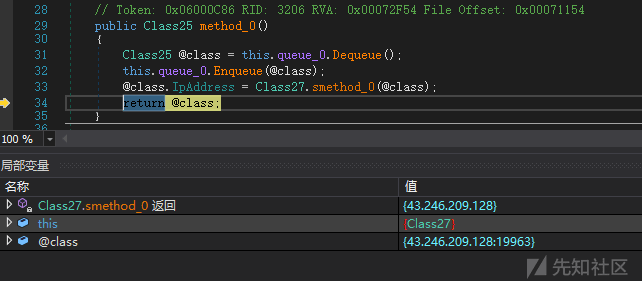 28 // Token: 0x06000C86 RID: 3206 RVA: 0x00072F54 File Offset: 0x00071154
29 public Class25 method_0()
30 {
31 Class25 @class = this.queue_0.Dequeue();
32 this.queue_0.Enqueue(@class);
33 @class.IpAddress = Class27.smethod_0(@class);
34 return @class;
35 }
36
100 %
局部变量
名称 值
Class27.smethod_0 返回 {43.246.209.128}
this {Class27}
@class {43.246.209.128:19963}
先知社区